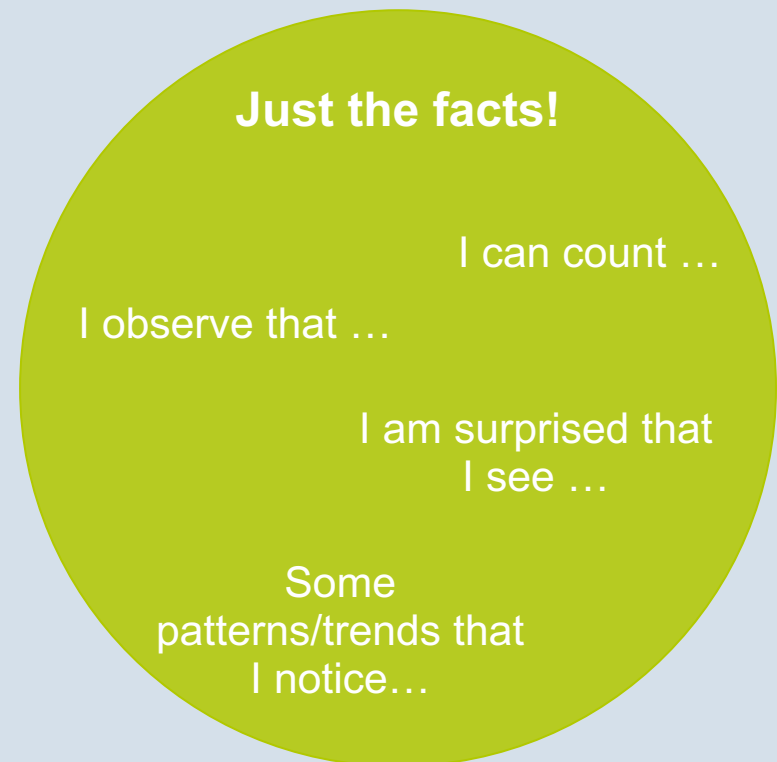 Just the facts!
I can count …
I observe that …
I am surprised that
I see …
Some
patterns/trends that
I notice…